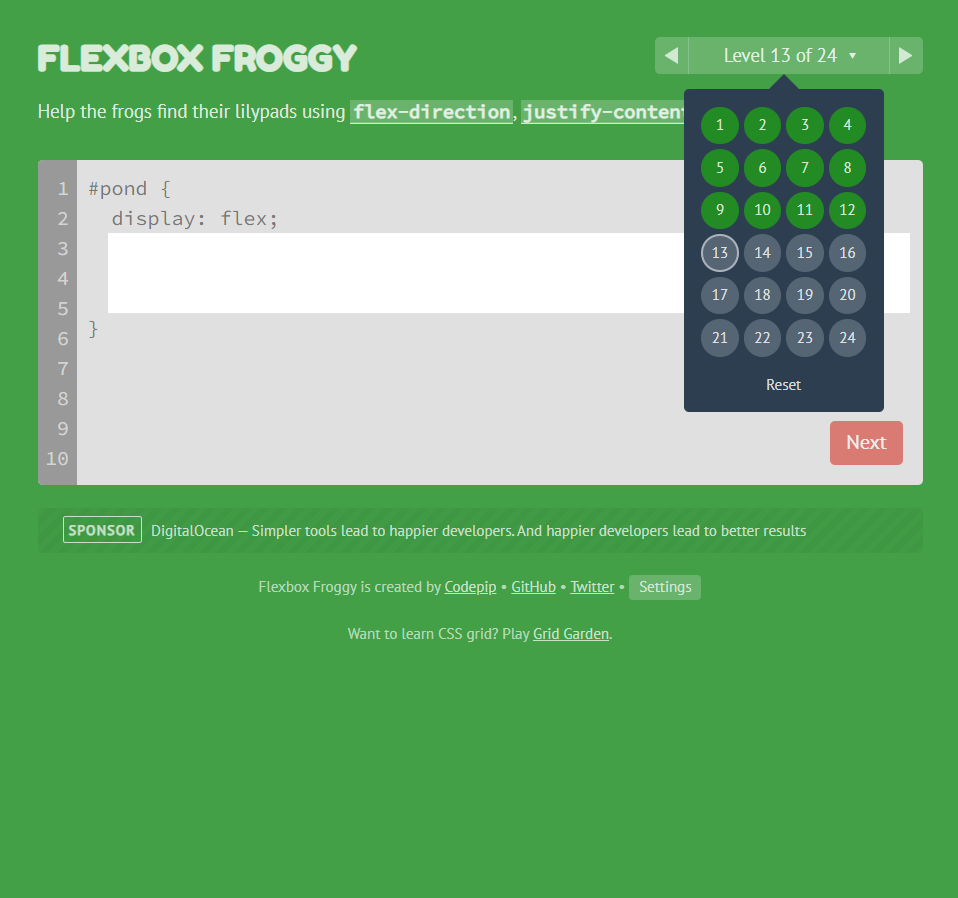 FLEXBOX FROGGY
Level 13 of 24 ▼
Help the frogs find their lilypads using flex-direction, justify-content
1 2 3 4
5 6 7 8
9 10 11 12
13 14 15 16
17 18 19 20
21 22 23 24
Reset
1 #pond {
2 display: flex;
3
4
5
6 }
7
8
9
10
Next
SPONSOR DigitalOcean — Simpler tools lead to happier developers. And happier developers lead to better results
Flexbox Froggy is created by Codepip • GitHub • Twitter • Settings
Want to learn CSS grid? Play Grid Garden.